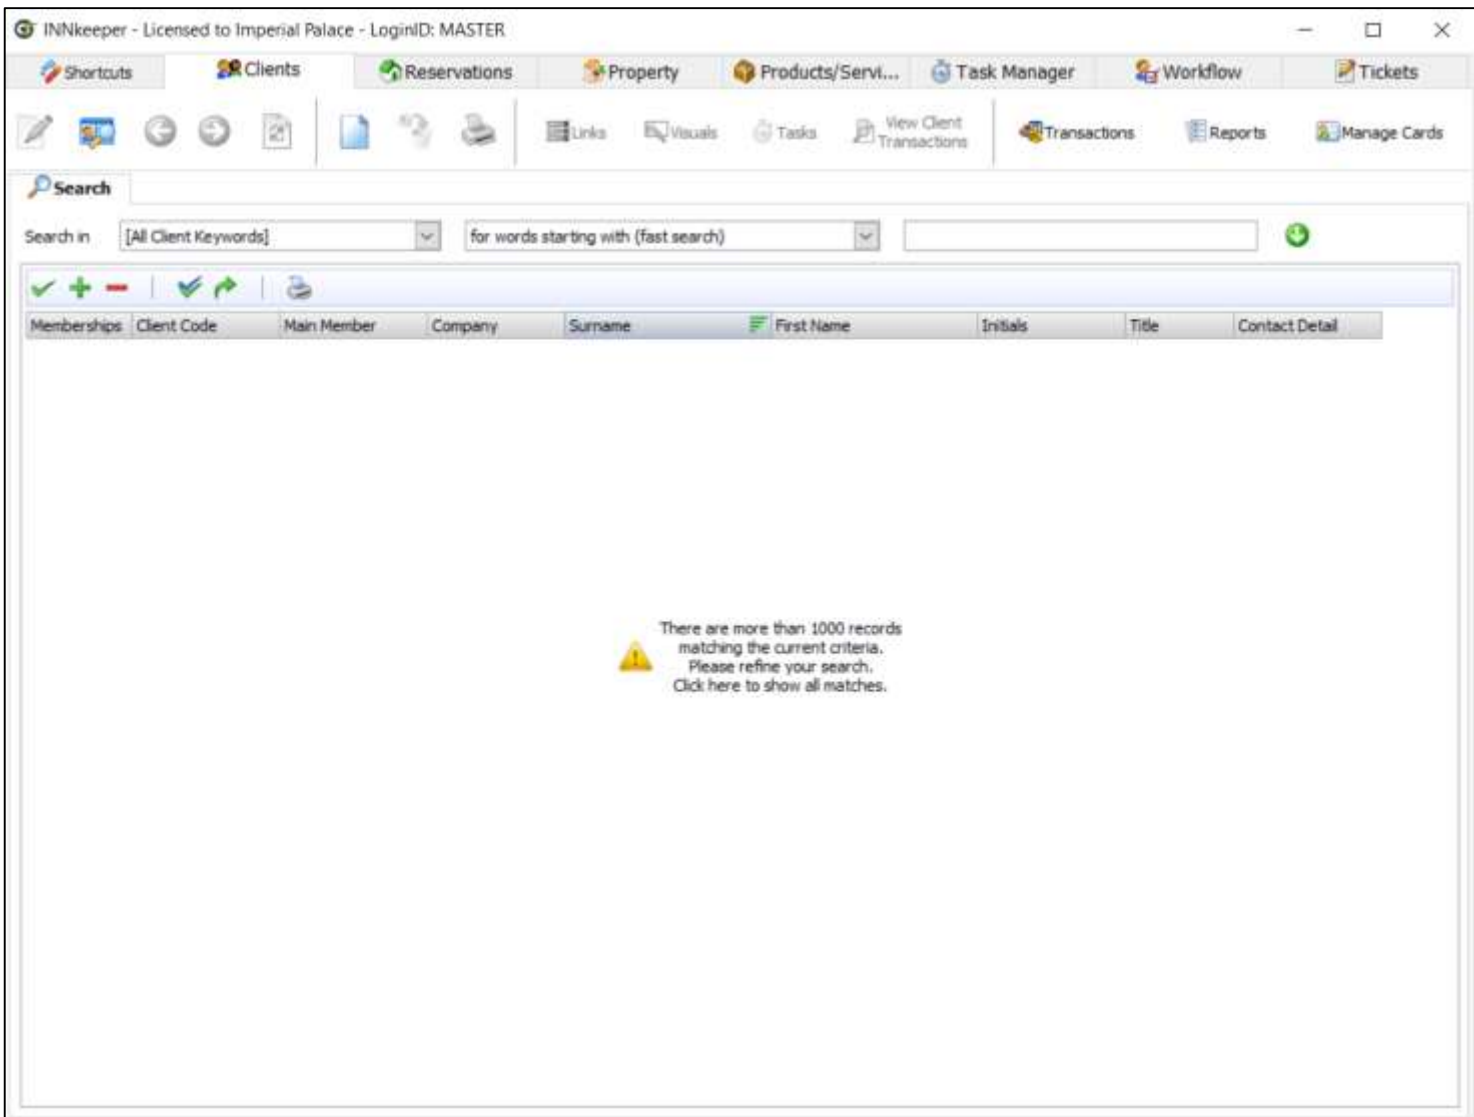 INNkeeper - Licensed to Imperial Palace - LoginID: MASTER
Shortcuts Clients Reservations Property Products/Servi... Task Manager Workflow Tickets
Links Visuals Tasks View Client Transactions Transactions Reports Manage Cards
Search
Search in [All Client Keywords] for words starting with (fast search)
Memberships Client Code Main Member Company Surname First Name Initials Title Contact Detail
There are more than 1000 records
matching the current criteria.
Please refine your search.
Click here to show all matches.